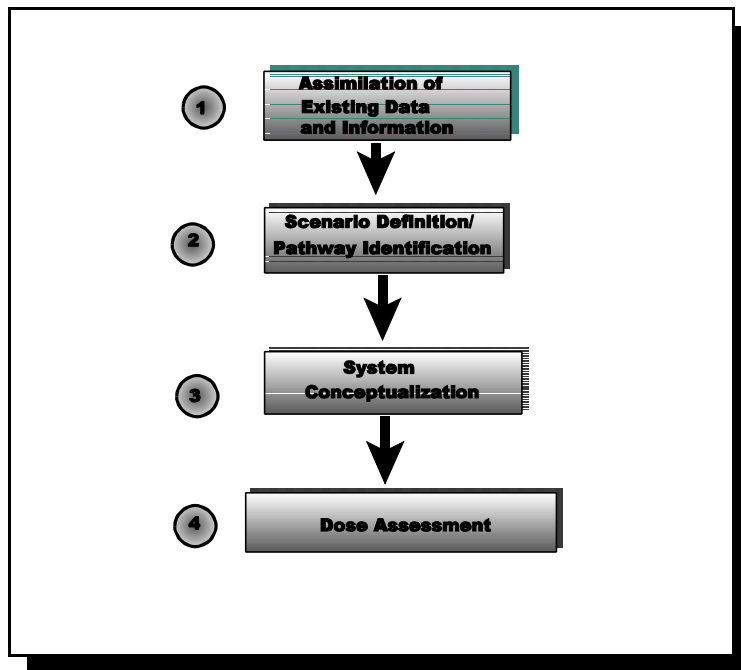 1
Assimilation of
Existing Data
and Information
2
Scenario Definition/
Pathway Identification
3
System
Conceptualization
4
Dose Assessment